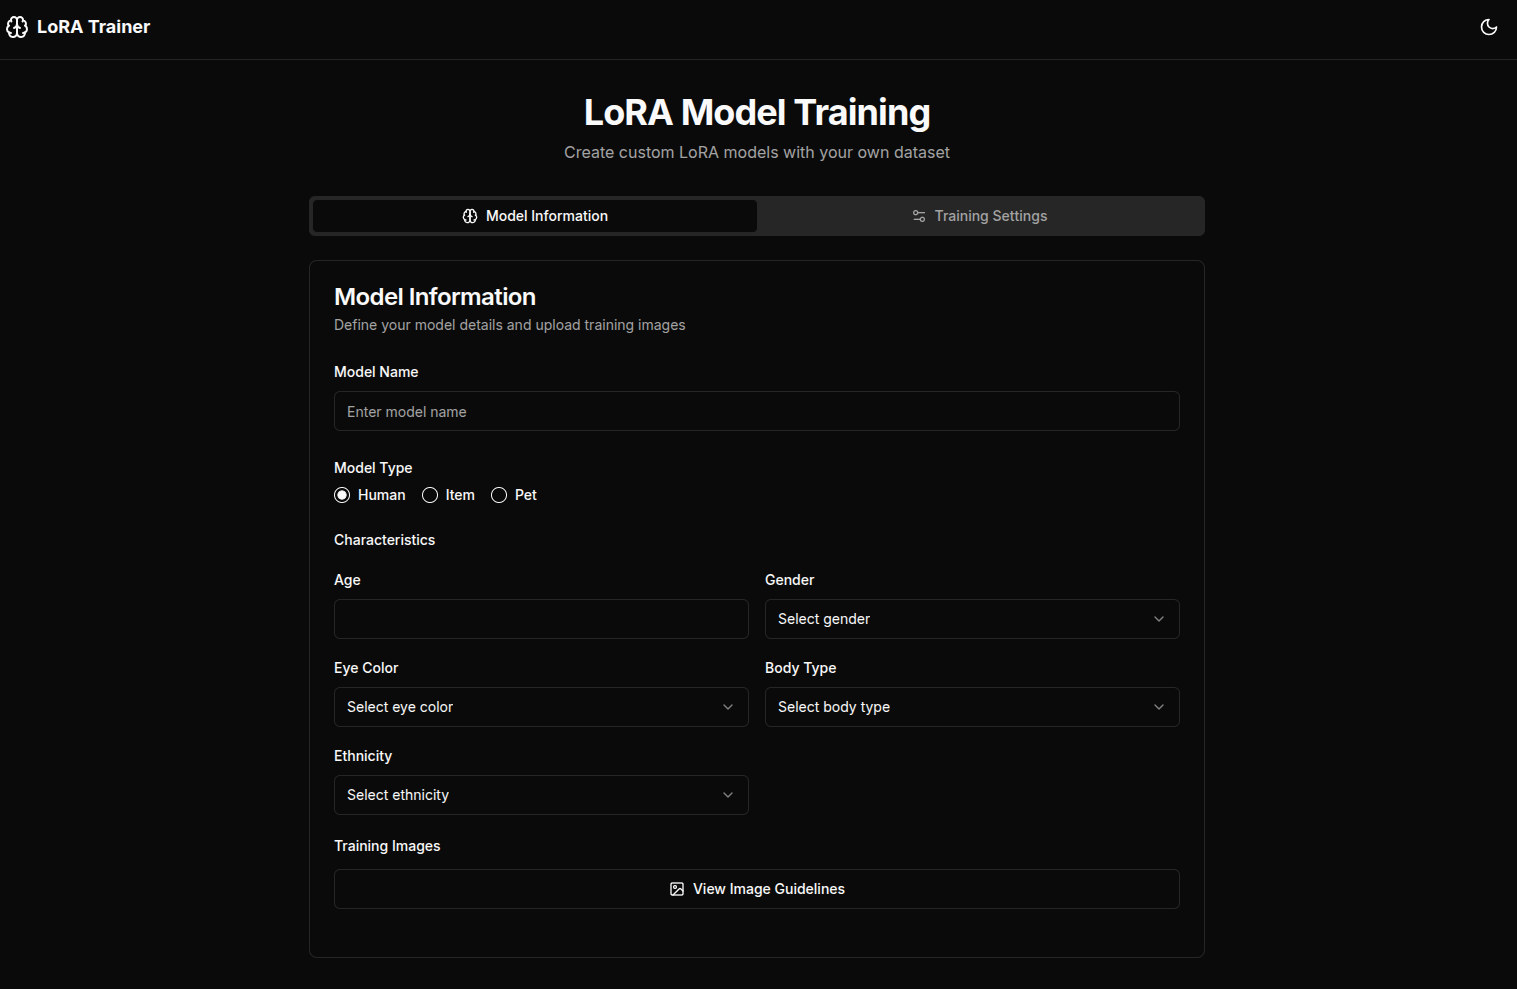 LoRA Trainer
LoRA Model Training
Create custom LoRA models with your own dataset
Model Information
Training Settings
Model Information
Define your model details and upload training images
Model Name
Enter model name
Model Type
Human Item Pet
Characteristics
Age
Gender
Select gender
Eye Color
Body Type
Select eye color
Select body type
Ethnicity
Select ethnicity
Training Images
View Image Guidelines